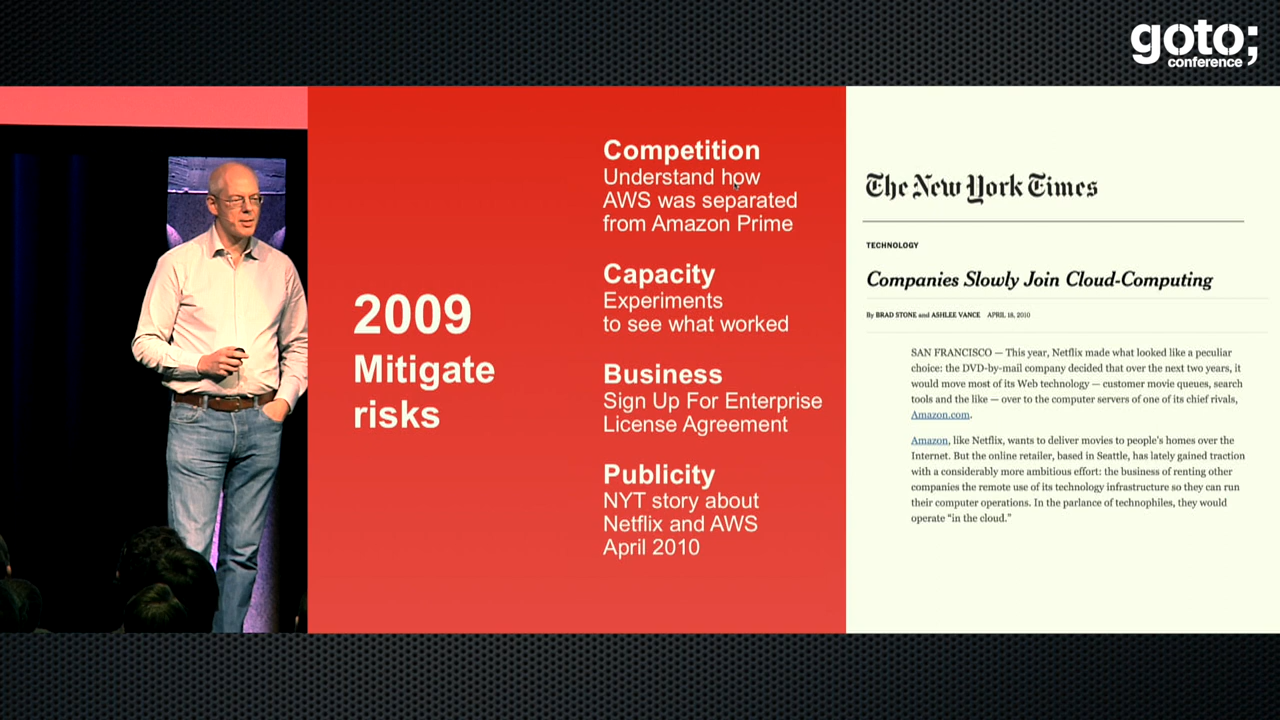 goto;
conference
2009
Mitigate
risks
Competition
Understand how
AWS was separated
from Amazon Prime
Capacity
Experiments
to see what worked
Business
Sign Up For Enterprise
License Agreement
Publicity
NYT story about
Netflix and AWS
April 2010
The New York Times
TECHNOLOGY
Companies Slowly Join Cloud-Computing
By BRAD STONE and ASHLEE VANCE APRIL 18, 2010
SAN FRANCISCO — This year, Netflix made what looked like a peculiar
choice: the DVD-by-mail company decided that over the next two years, it
would move most of its Web technology — customer movie queues, search
tools and the like — over to the computer servers of one of its chief rivals,
Amazon.com.
Amazon, like Netflix, wants to deliver movies to people's homes over the
Internet. But the online retailer, based in Seattle, has lately gained traction
with a considerably more ambitious effort: the business of renting other
companies the remote use of its technology infrastructure so they can run
their computer operations. In the parlance of technophiles, they would
operate “in the cloud.”